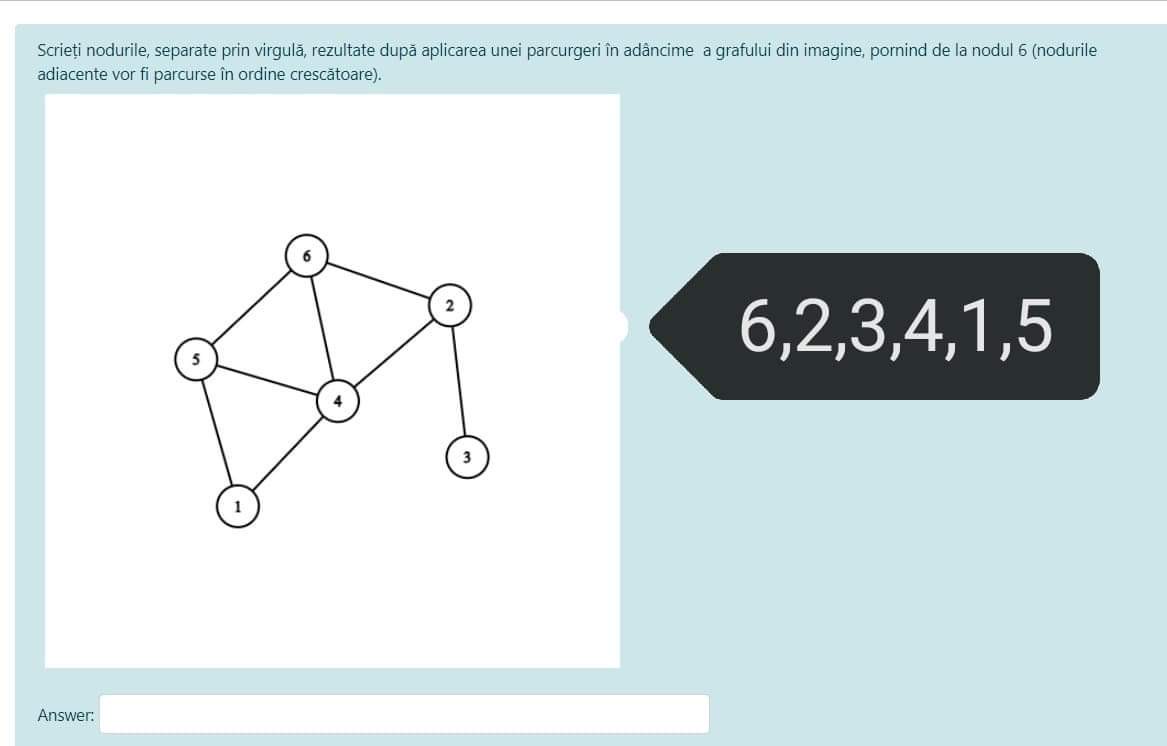 Scrieți nodurile, separate prin virgulă, rezultate după aplicarea unei parcurgeri în adâncime a grafului din imagine, pornind de la nodul 6 (nodurile
adiacente vor fi parcurse în ordine crescătoare).
6
2
6,2,3,4,1,5
5
4
3
1
Answer: